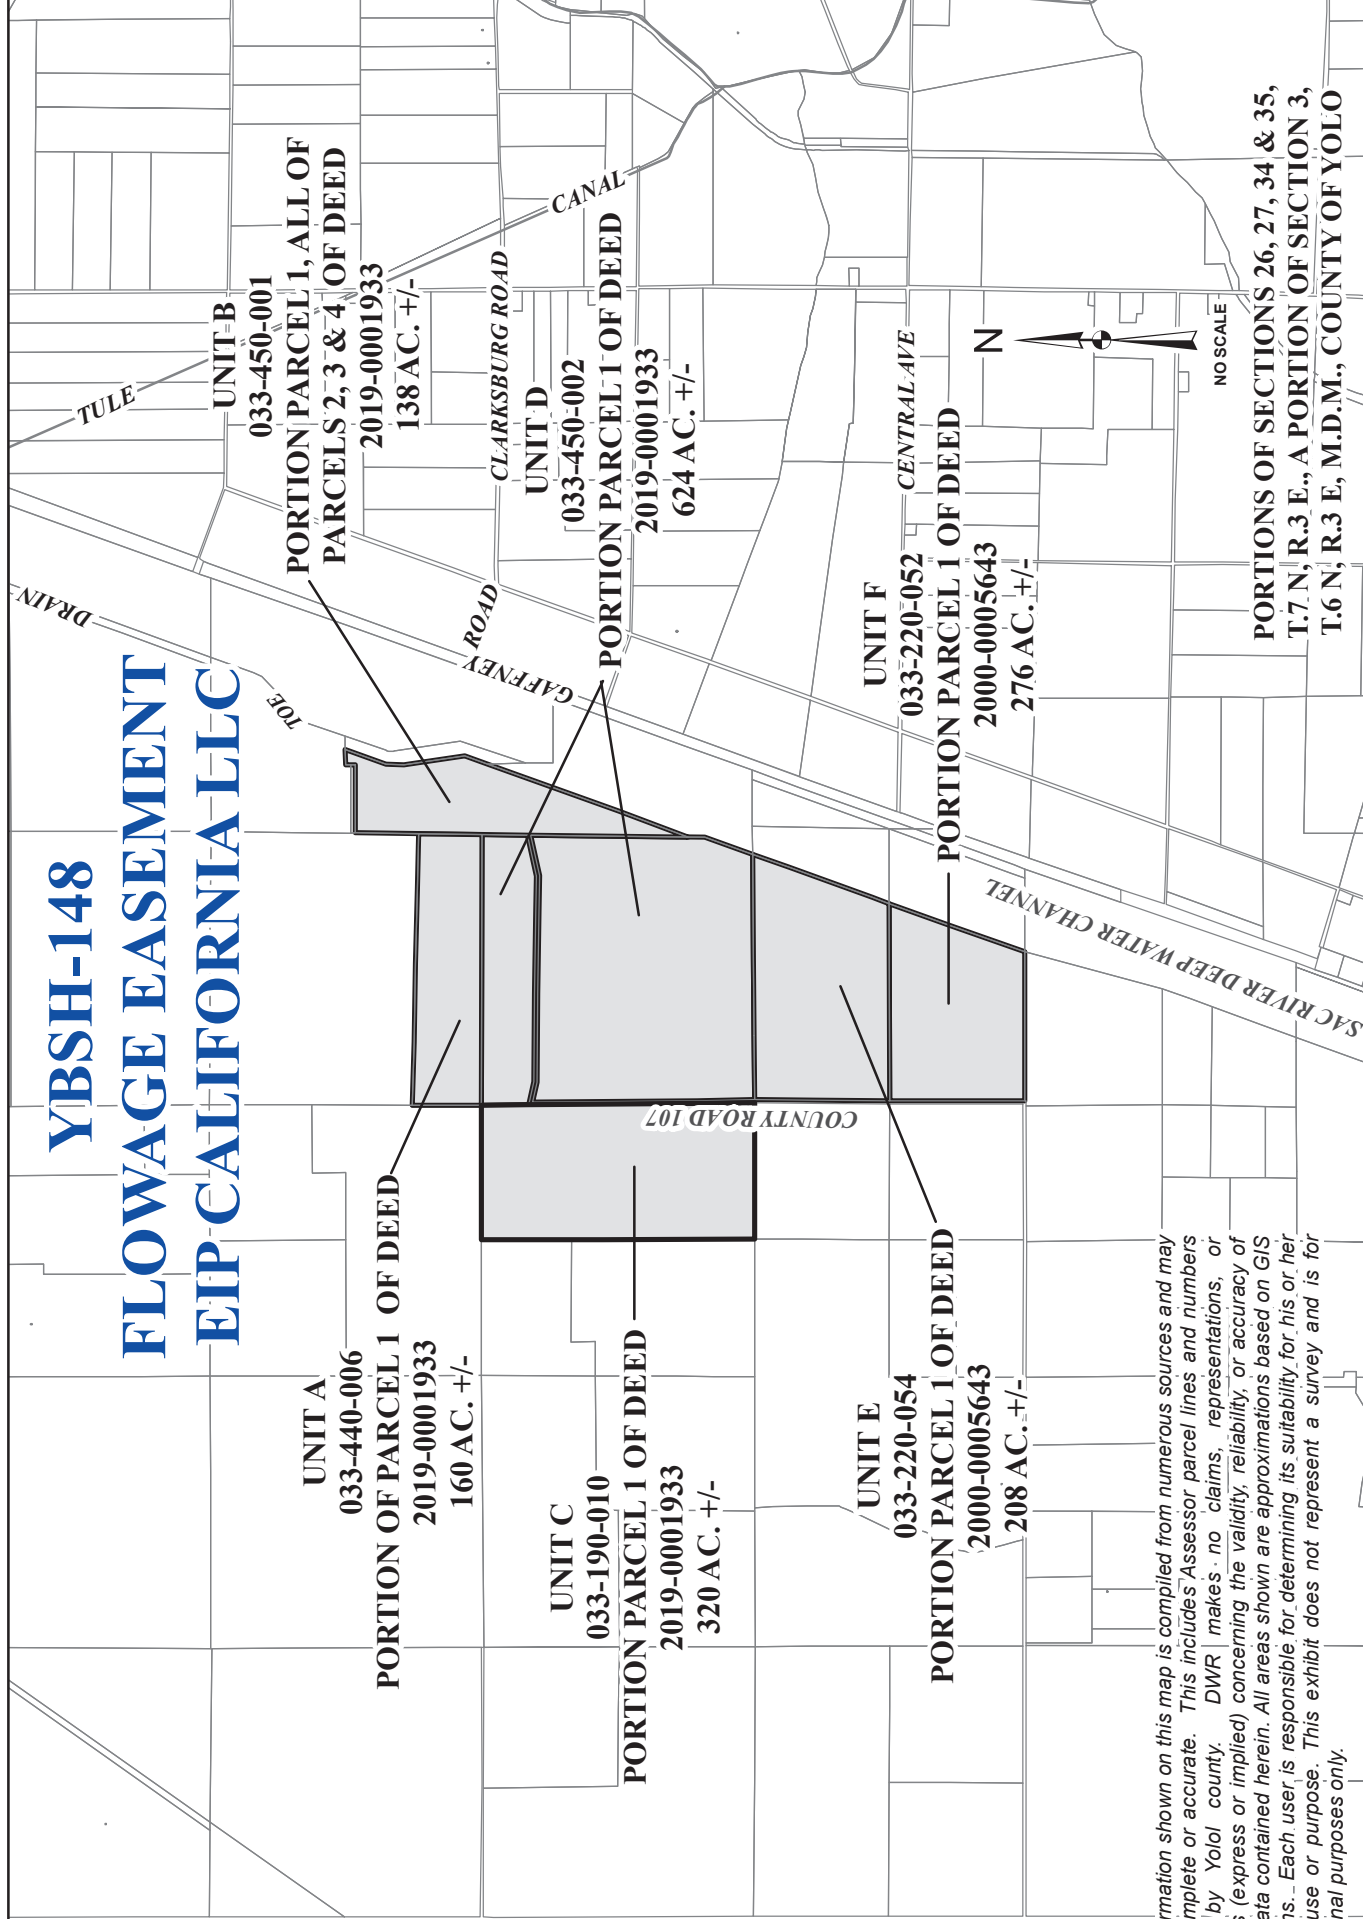 YBSH-148
FLOWAGE EASEMENT
EIP CALIFORNIA LLC
UNIT A
033-440-006
PORTION OF PARCEL 1 OF DEED
2019-0001933
160 AC. +/-
UNIT C
033-190-010
PORTION PARCEL 1 OF DEED
2019-0001933
320 AC. +/-
UNIT E
033-220-054
PORTION PARCEL 1 OF DEED
2000-0005643
208 AC. +/-
UNIT B
033-450-001
PORTION PARCEL 1, ALL OF
PARCELS 2, 3 & 4 OF DEED
2019-0001933
138 AC. +/-
UNIT D
033-450-002
PORTION PARCEL 1 OF DEED
2019-0001933
624 AC. +/-
UNIT F
033-220-052
PORTION PARCEL 1 OF DEED
2000-0005643
276 AC. +/-
TOE
DRAIN
TULE
CANAL
CLARKSBURG ROAD
GAFFNEY
ROAD
CENTRAL AVE
COUNTY ROAD 107
SAC RIVER DEEP WATER CHANNEL
N
NO SCALE
PORTIONS OF SECTIONS 26, 27, 34 & 35,
T.7 N, R.3 E., A PORTION OF SECTION 3,
T.6 N, R.3 E, M.D.M., COUNTY OF YOLO
rmation shown on this map is compiled from numerous sources and may
mplete or accurate. This includes Assessor parcel lines and numbers
by Yolol county. DWR makes no claims, representations, or
s (express or implied) concerning the validity, reliability, or accuracy of
ata contained herein. All areas shown are approximations based on GIS
ns. Each user is responsible for determining its suitability for his or her
use or purpose. This exhibit does not represent a survey and is for
nal purposes only.